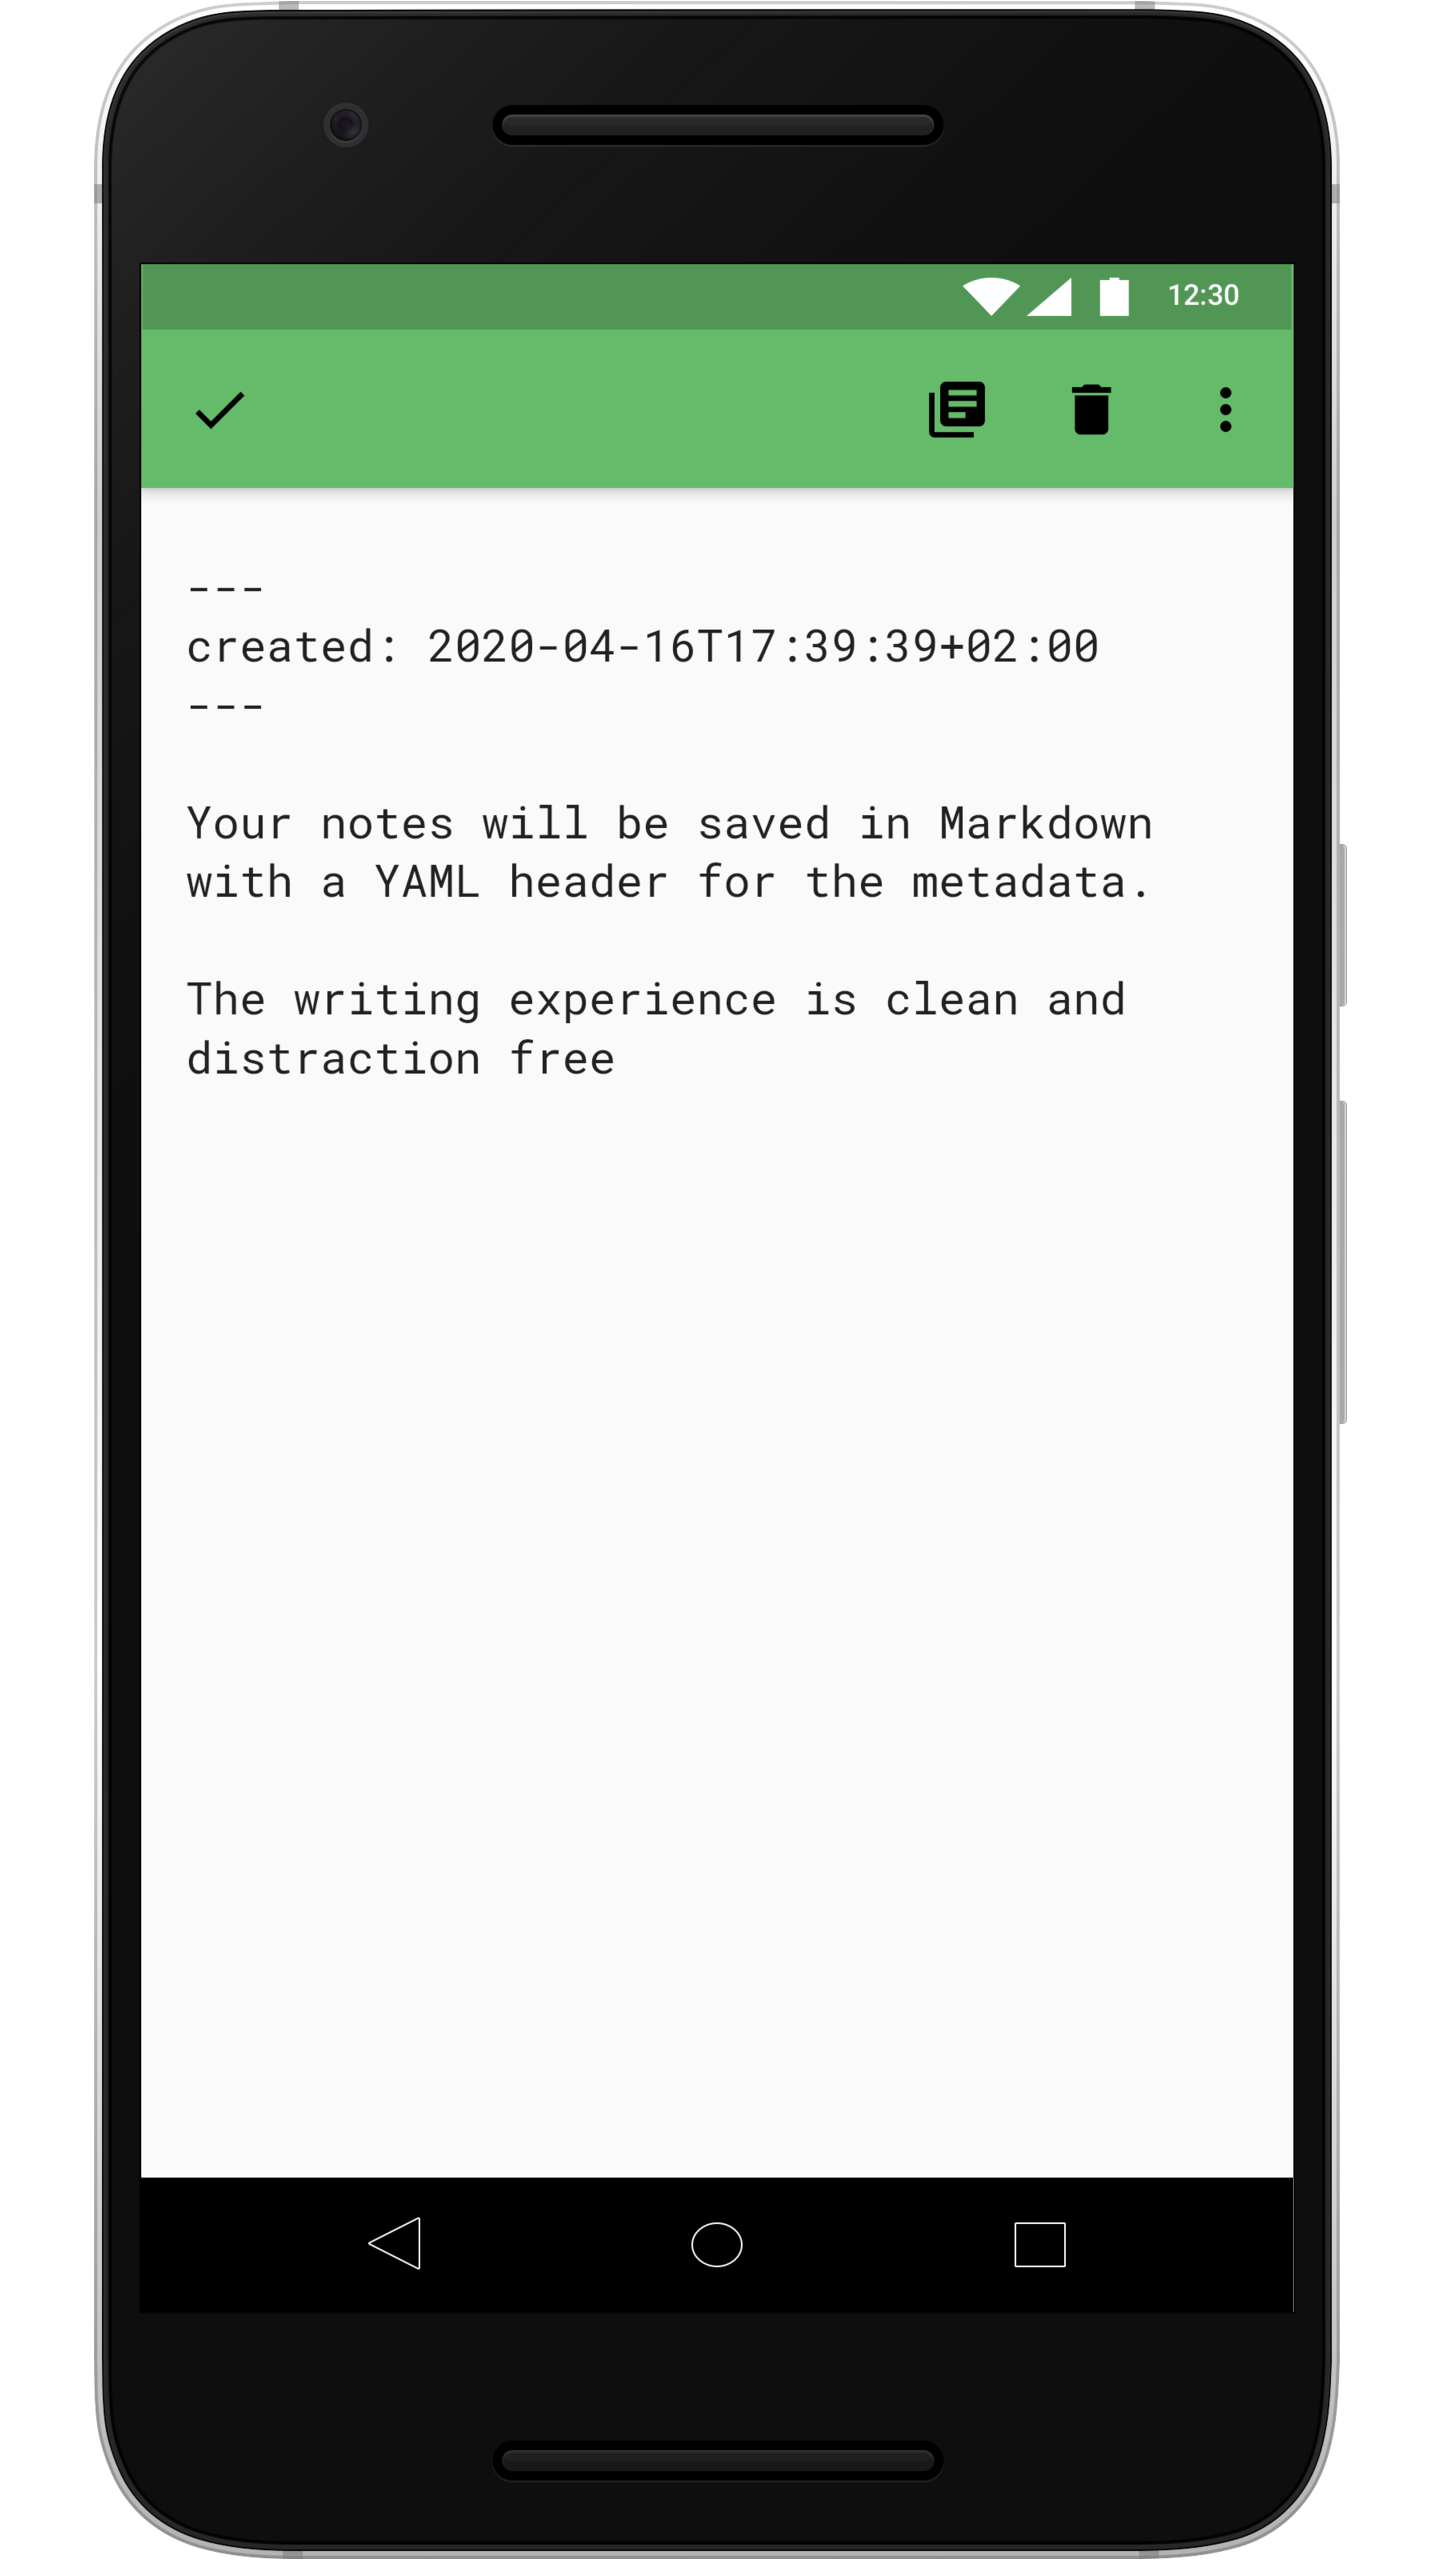 12:30
---
created: 2020-04-16T17:39:39+02:00
---
Your notes will be saved in Markdown
with a YAML header for the metadata.
The writing experience is clean and
distraction free